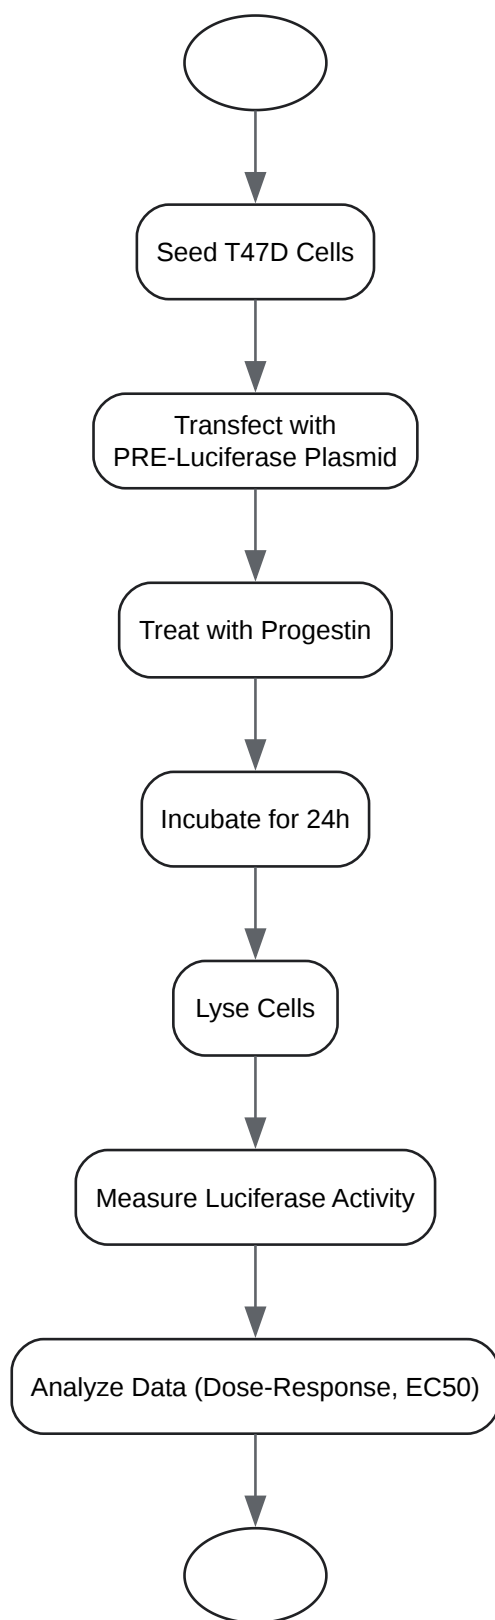 Seed T47D Cells
Transfect with
PRE-Luciferase Plasmid
Treat with Progestin
Incubate for 24h
Lyse Cells
Measure Luciferase Activity
Analyze Data (Dose-Response, EC50)